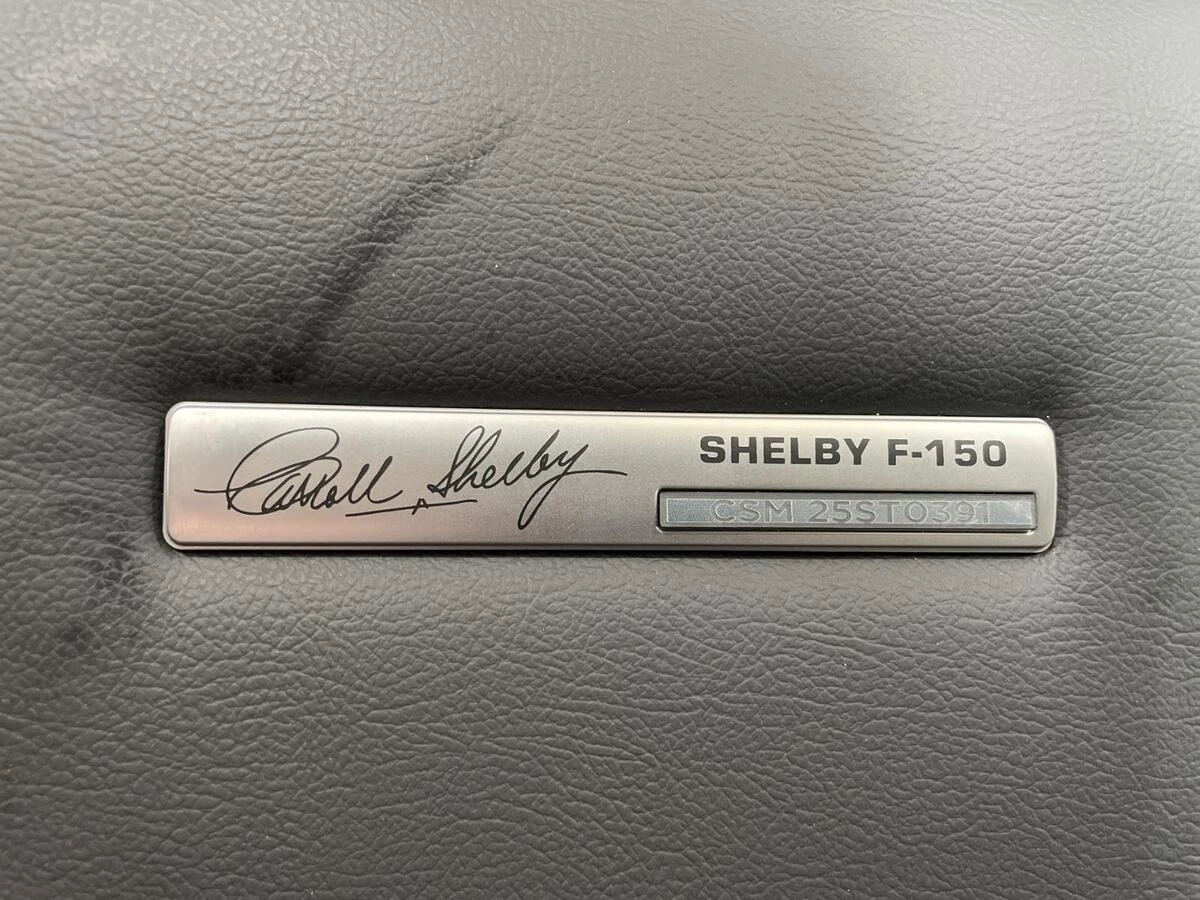 Carroll Shelby
SHELBY F-150
CSM 25ST0391